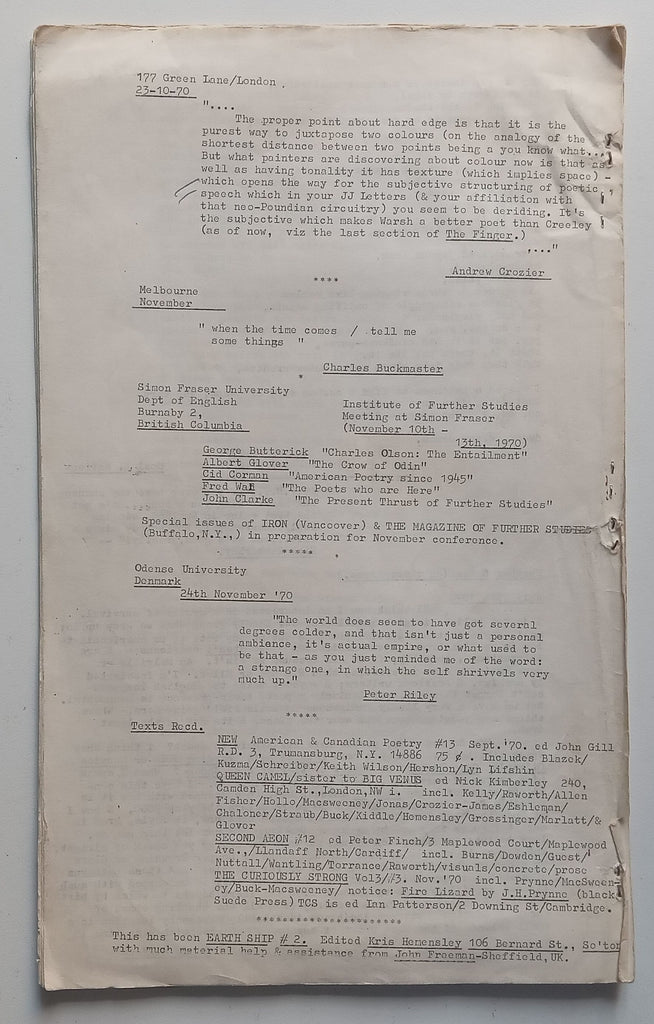 177 Green Lane/London .
23-10-70
"....
The proper point about hard edge is that it is the
purest way to juxtapose two colours (on the analogy of the
shortest distance between two points being a you know what...
But what painters are discovering about colour now is that as
well as having tonality it has texture (which implies space) -
which opens the way for the subjective structuring of poetic
speech which in your JJ Letters (& your affiliation with
that neo-Poundian circuitry) you seem to be deriding. It's
the subjective which makes Warsh a better poet than Creeley
(as of now, viz the last section of The Finger.)
,..."
Andrew Crozier
****
Melbourne
November
" when the time comes / tell me
some things "
Charles Buckmaster
*
Simon Fraser University
Dept of English
Burnaby 2,
British Columbia
Institute of Further Studies
Meeting at Simon Fraser
(November 10th -
13th, 1970)
George Butterick "Charles Olson: The Entailment"
Albert Glover "The Crow of Odin"
Cid Corman "American Poetry since 1945"
Fred Wah "The Poets who are Here"
John Clarke "The Present Thrust of Further Studies"
Special issues of IRON (Vancoover) & THE MAGAZINE OF FURTHER STUDIES
(Buffalo,N.Y.,) in preparation for November conference.
*****
Odense University
Denmark
24th November '70
"The world does seem to have got several
degrees colder, and that isn't just a personal
ambience, it's actual empire, or what used to
be that - as you just reminded me of the word:
a strange one, in which the self shrivvels very
much up."
Peter Riley
*****
Texts Recd.
NEW American & Canadian Poetry #13 Sept.'70. ed John Gill
R.D. 3, Trumansburg, N.Y. 14886 75 ¢ . Includes Blazek/
Kuzma/Schreiber/Keith Wilson/Hershon/Lyn Lifshin
QUEEN CAMEL/sister to BIG VENUS ed Nick Kimberley 240,
Camden High St.,London,NW i. incl. Kelly/Raworth/Allen
Fisher/Hollo/Macsweeney/Jonas/Crozier-James/Eshleman/
Chaloner/Straub/Buck/Kiddle/Hemensley/Grossinger/Marlatt/&
Glover
SECOND AEON #12 ed Peter Finch/3 Maplewood Court/Maplewood
Ave.,/Llandaff North/Cardiff/ incl. Burns/Dowden/Guest/
Nuttall/Wantling/Torrance/Raworth/visuals/concrete/prose
THE CURIOUSLY STRONG Vol3/#3. Nov.'70 incl. Prynne/MacSween-
ey/Buck-Macsweeney/ notice: Fire Lizard by J.H.Prynne (black
Suede Press) TCS is ed Ian Patterson/2 Downing St/Cambridge.
**********************
This has been EARTH SHIP # 2. Edited Kris Hemensley 106 Bernard St., So'ton
with much material help & assistance from John Freeman-Sheffield,UK.